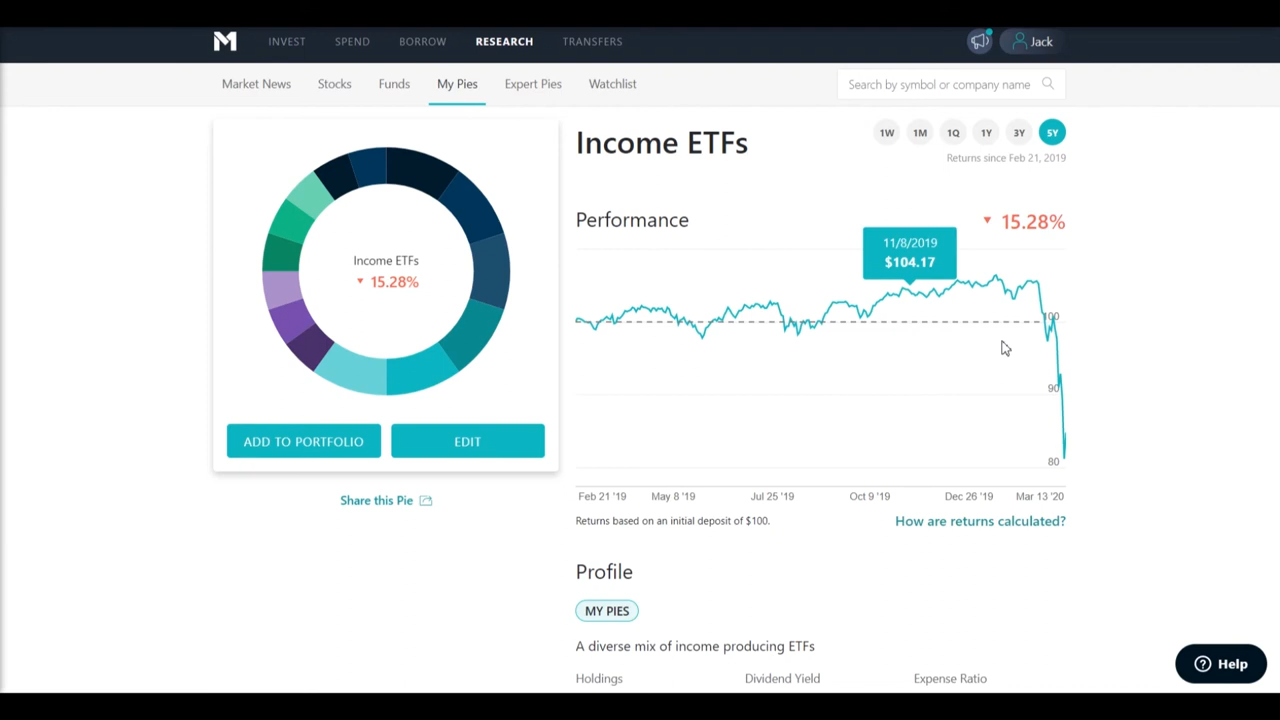 INVEST SPEND BORROW RESEARCH TRANSFERS Jack
Market News Stocks Funds My Pies Expert Pies Watchlist Search by symbol or company name
Income ETFs
15.28%
ADD TO PORTFOLIO EDIT
Share this Pie
Income ETFs
1W 1M 1Q 1Y 3Y 5Y
Returns since Feb 21, 2019
Performance
15.28%
11/8/2019
$104.17
100
90
80
Feb 21 '19 May 8 '19 Jul 25 '19 Oct 9 '19 Dec 26 '19 Mar 13 '20
Returns based on an initial deposit of $100. How are returns calculated?
Profile
MY PIES
A diverse mix of income producing ETFs
Holdings Dividend Yield Expense Ratio
? Help